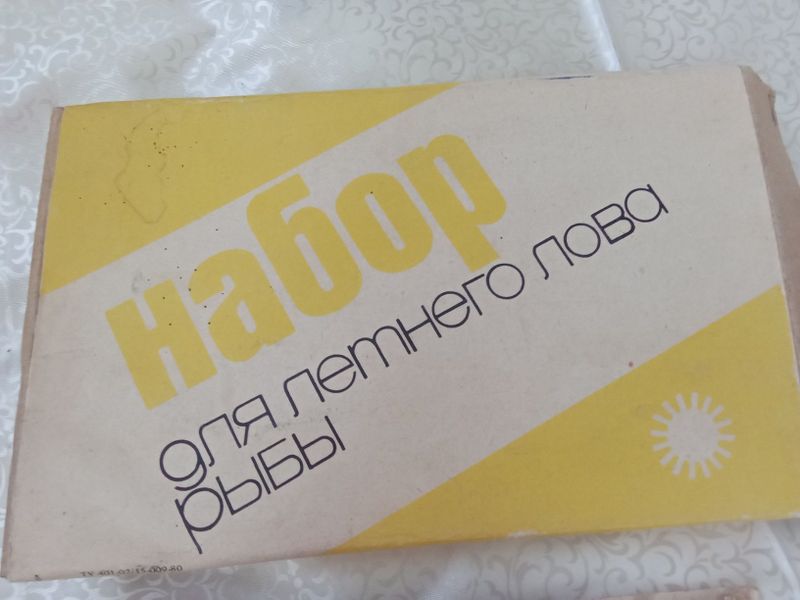 набор
для летнего лова
рыбы